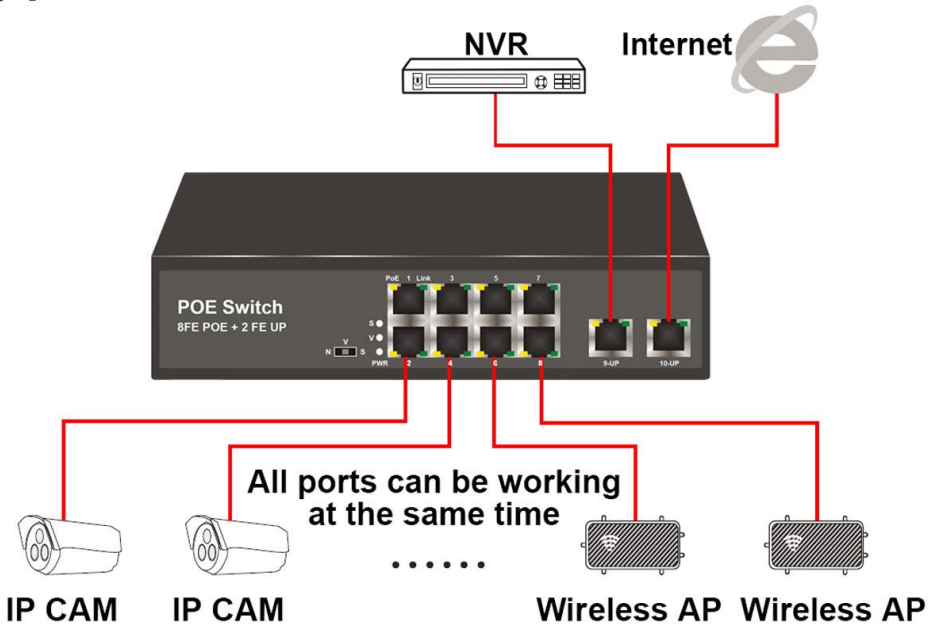 NVR
Internet
PoE 1 Link 3 5 7
POE Switch
8FE POE + 2 FE UP
S
V
V
N S
PWR 2 4 6 8 9-UP 10-UP
All ports can be working
at the same time
IP CAM IP CAM Wireless AP Wireless AP